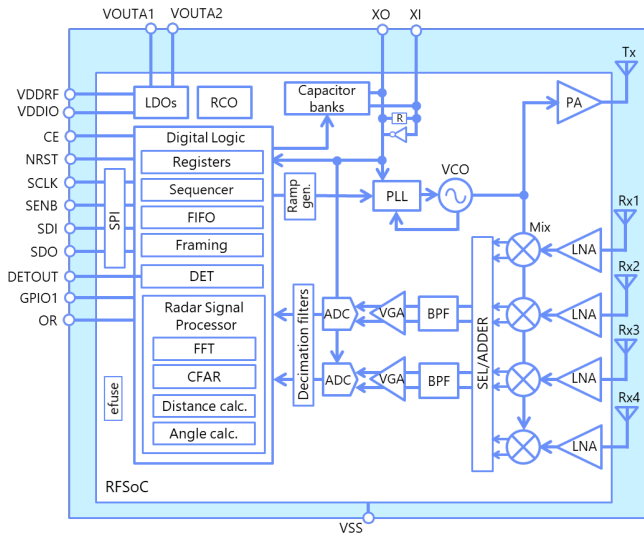 VOUTA1
VOUTA2
XO
XI
Tx
VDDRF
VDDIO
LDOs
RCO
Capacitor
banks
PA
CE
Digital Logic
R
NRST
Registers
VCO
SCLK
Sequencer
Ramp
gen.
PLL
Rx1
SENB
SPI
FIFO
Mix
SDI
Framing
LNA
SDO
DETOUT
DET
Rx2
GPIO1
OR
Radar Signal
Processor
Decimation filters
ADC
VGA
BPF
SEL/ADDER
LNA
FFT
Rx3
CFAR
ADC
VGA
BPF
LNA
efuse
Distance calc.
Rx4
Angle calc.
LNA
RFSoC
VSS